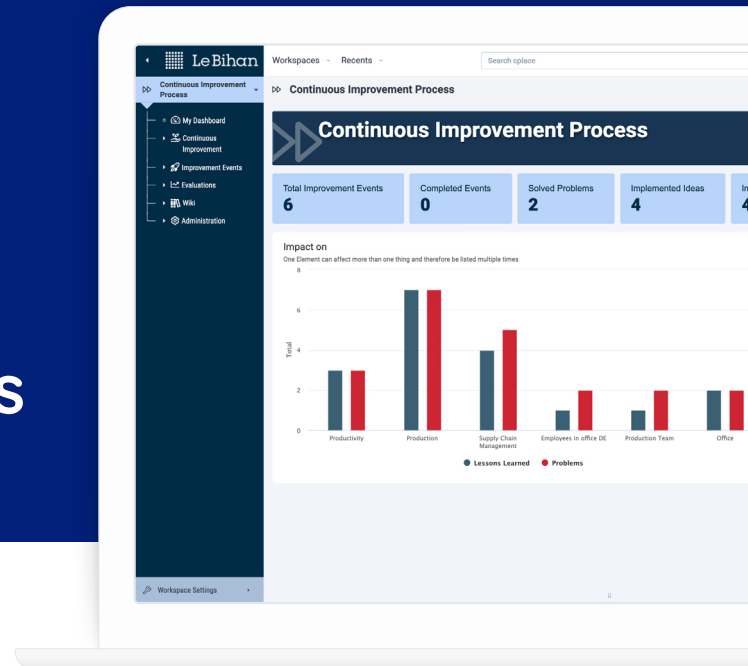 s
LeBihan
Workspaces
Recents
Search oplace
Continuous Improvement
Process
Continuous Improvement Process
My Dashboard
Continuous
Improvement
Improvement Events
Evaluations
Wiki
Administration
Continuous Improvement Process
Total Improvement Events
6
Completed Events
0
Solved Problems
2
Implemented Ideas
4
Impact on
One Element can affect more than one thing and therefore be listed multiple times
8
6
4
2
0
Total
Productivity
Production
Supply Chain
Management
Employees in office DE
Production Team
Office
Lessons Learned
Problems
Workspace Settings